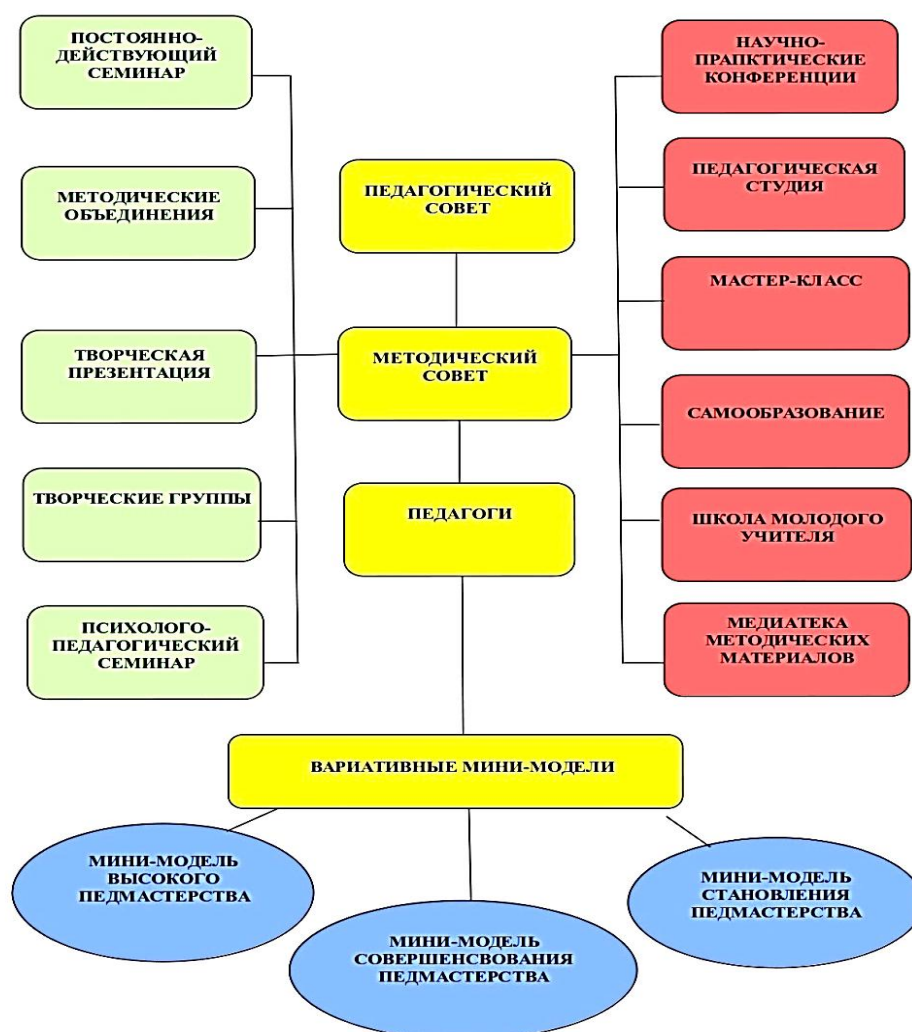 ПОСТОЯННО-
ДЕЙСТВУЮЩИЙ
СЕМИНАР
МЕТОДИЧЕСКИЕ
ОБЪЕДИНЕНИЯ
ТВОРЧЕСКАЯ
ПРЕЗЕНТАЦИЯ
ТВОРЧЕСКИЕ ГРУППЫ
ПСИХОЛОГО-
ПЕДАГОГИЧЕСКИЙ
СЕМИНАР
ПЕДАГОГИЧЕСКИЙ
СОВЕТ
МЕТОДИЧЕСКИЙ
СОВЕТ
ПЕДАГОГИ
НАУЧНО-
ПРАПКТИЧЕСКИЕ
КОНФЕРЕНЦИИ
ПЕДАГОГИЧЕСКАЯ
СТУДИЯ
МАСТЕР-КЛАСС
САМООБРАЗОВАНИЕ
ШКОЛА МОЛОДОГО
УЧИТЕЛЯ
МЕДИАТЕКА
МЕТОДИЧЕСКИХ
МАТЕРИАЛОВ
ВАРИАТИВНЫЕ МИНИ-МОДЕЛИ
МИНИ-МОДЕЛЬ
ВЫСОКОГО
ПЕДМАСТЕРСТВА
МИНИ-МОДЕЛЬ
СОВЕРШЕНСВОВАНИЯ
ПЕДМАСТЕРСТВА
МИНИ-МОДЕЛЬ
СТАНОВЛЕНИЯ
ПЕДМАСТЕРСТВА